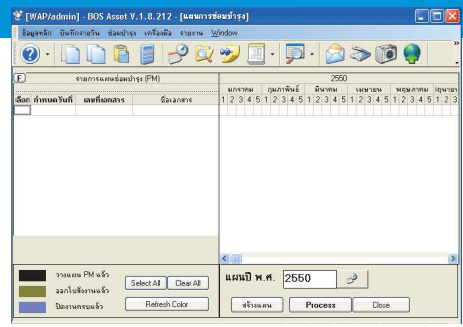 [WAP/admin] - BOS Asset V.1.8.212 - [แผนการซ่อมบำรุง]
ข้อมูลหลัก บันทึกรายวัน ซ่อมบำรุง เครื่องมือ รายงาน Window
F รายการแผนซ่อมบำรุง (PM) 2550
มกราคม กุมภาพันธ์ มีนาคม เมษายน พฤษภาคม มิถุนายน
เลือก กำหนดวันที่ เลขที่เอกสาร ชื่อเอกสาร 1 2 3 4 5 1 2 3 4 5 1 2 3 4 5 1 2 3 4 5 1 2 3 4 5 1 2 3
วางแผน PM แล้ว
ออกใบสั่งงานแล้ว
ปิดงานครบแล้ว
Select All Clear All
Refresh Color
แผนปี พ.ศ. 2550
สร้างแผน Process Close